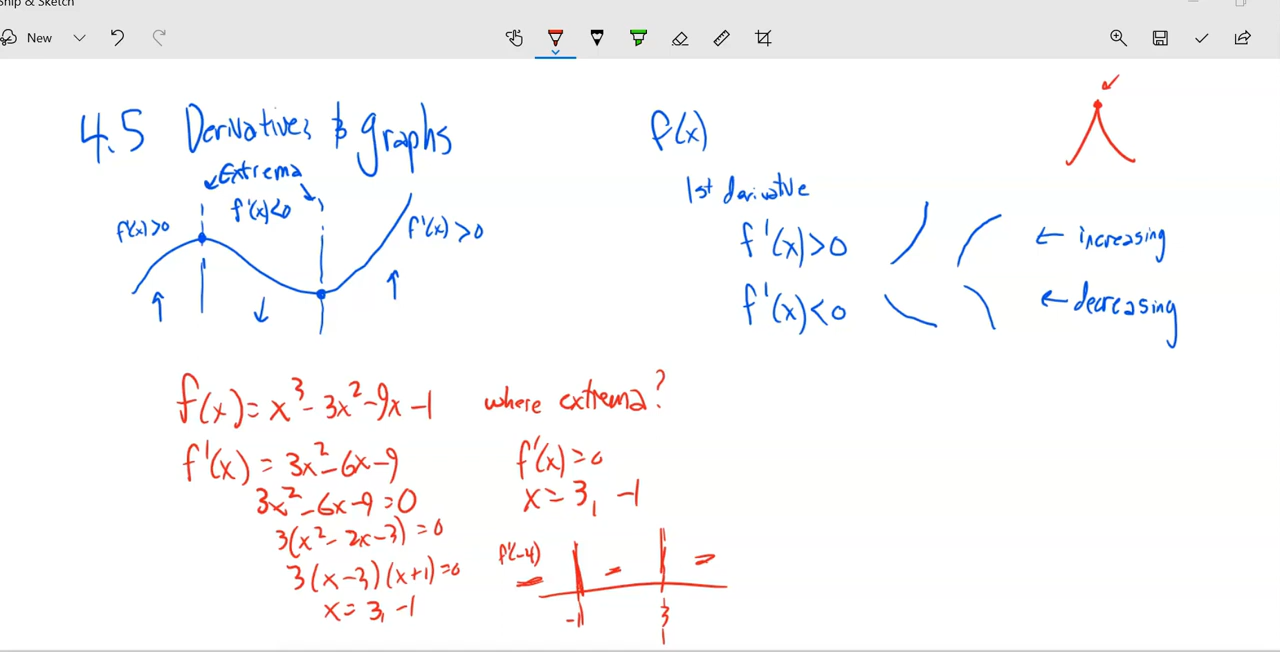 Ship & Sketch
New
4.5 Derivatives & graphs
Extrema
f'(x)>0
f'(x)<0
f'(x)>0
f(x)
1st derivative
f'(x)>0
← increasing
f'(x)<0
← decreasing
f(x)= x³-3x²-9x-1 where extrema?
f'(x) = 3x²-6x-9
3x²-6x-9=0
3(x²-2x-3)=0
3(x-3)(x+1)=0
x=3,-1
f'(x)=0
x=3, -1
f'(-4)
-1
3